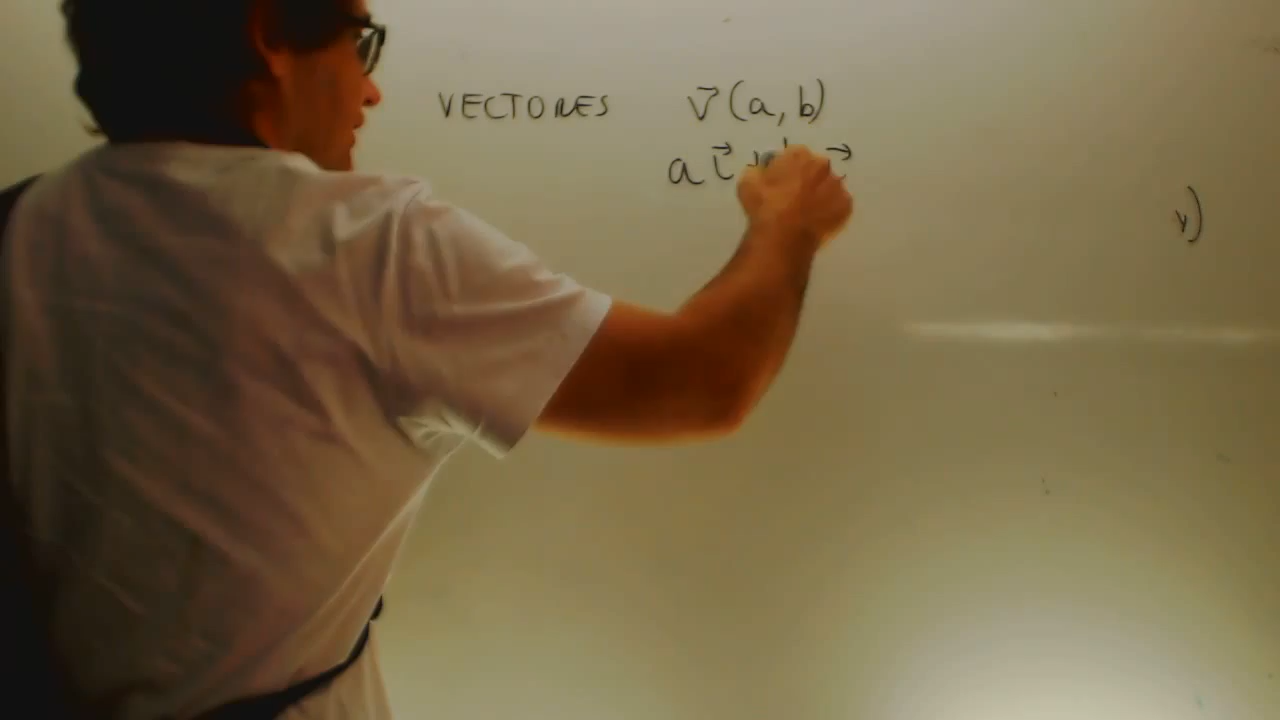 VECTORES v⃗(a, b)
a i⃗
y)